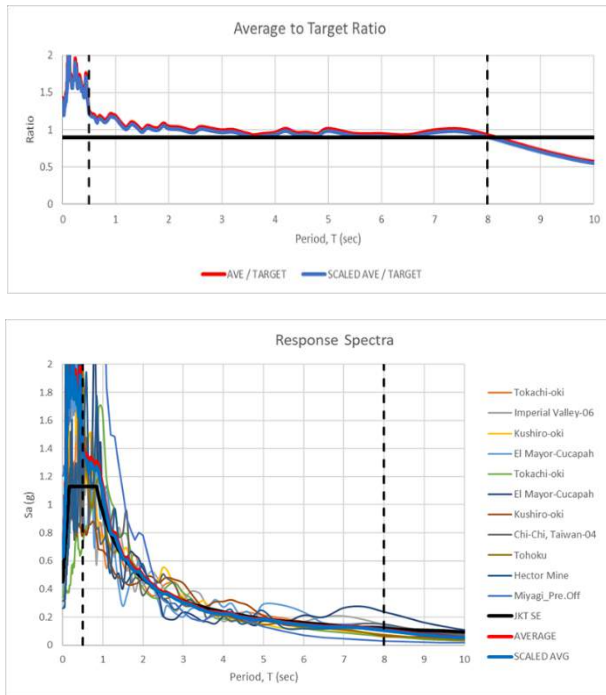 Average to Target Ratio
2
1.5
1
0.5
0
Ratio
0 1 2 3 4 5 6 7 8 9 10
Period, T (sec)
AVE / TARGET SCALED AVE / TARGET
Response Spectra
2
1.8
1.6
1.4
1.2
1
0.8
0.6
0.4
0.2
0
Sa (g)
0 1 2 3 4 5 6 7 8 9 10
Period, T (sec)
Tokachi-oki
Imperial Valley-06
Kushiro-oki
El Mayor-Cucapah
Tokachi-oki
El Mayor-Cucapah
Kushiro-oki
Chi-Chi, Taiwan-04
Tohoku
Hector Mine
Miyagi_Pre.Off
JKT SE
AVERAGE
SCALED AVG